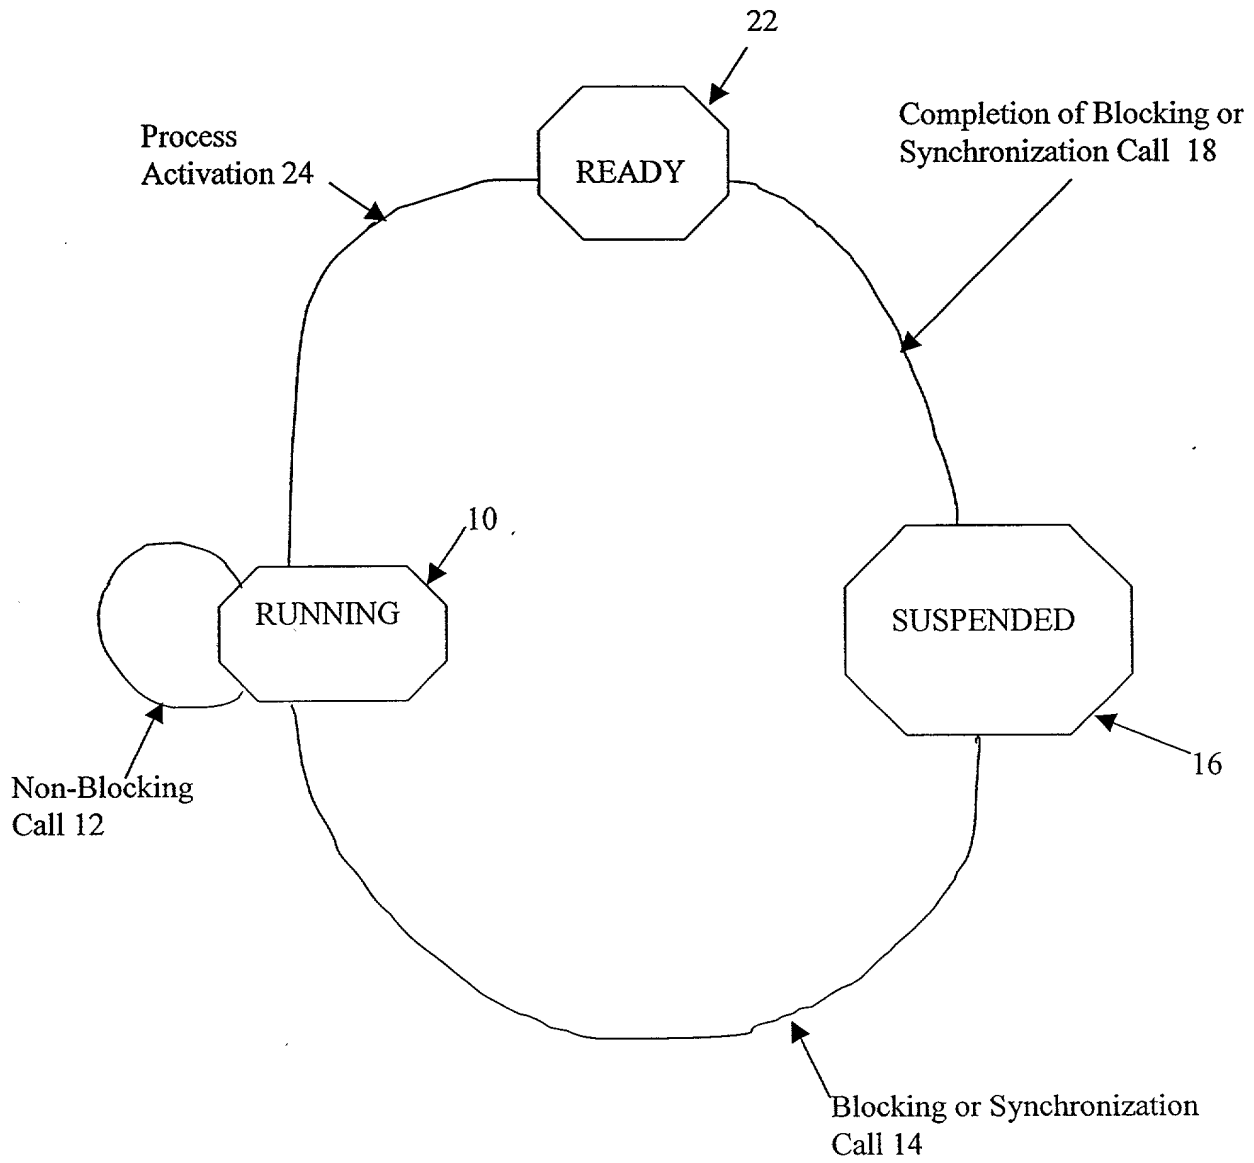 22
Process
Activation 24
READY
Completion of Blocking or
Synchronization Call 18
10
RUNNING
SUSPENDED
16
Non-Blocking
Call 12
Blocking or Synchronization
Call 14